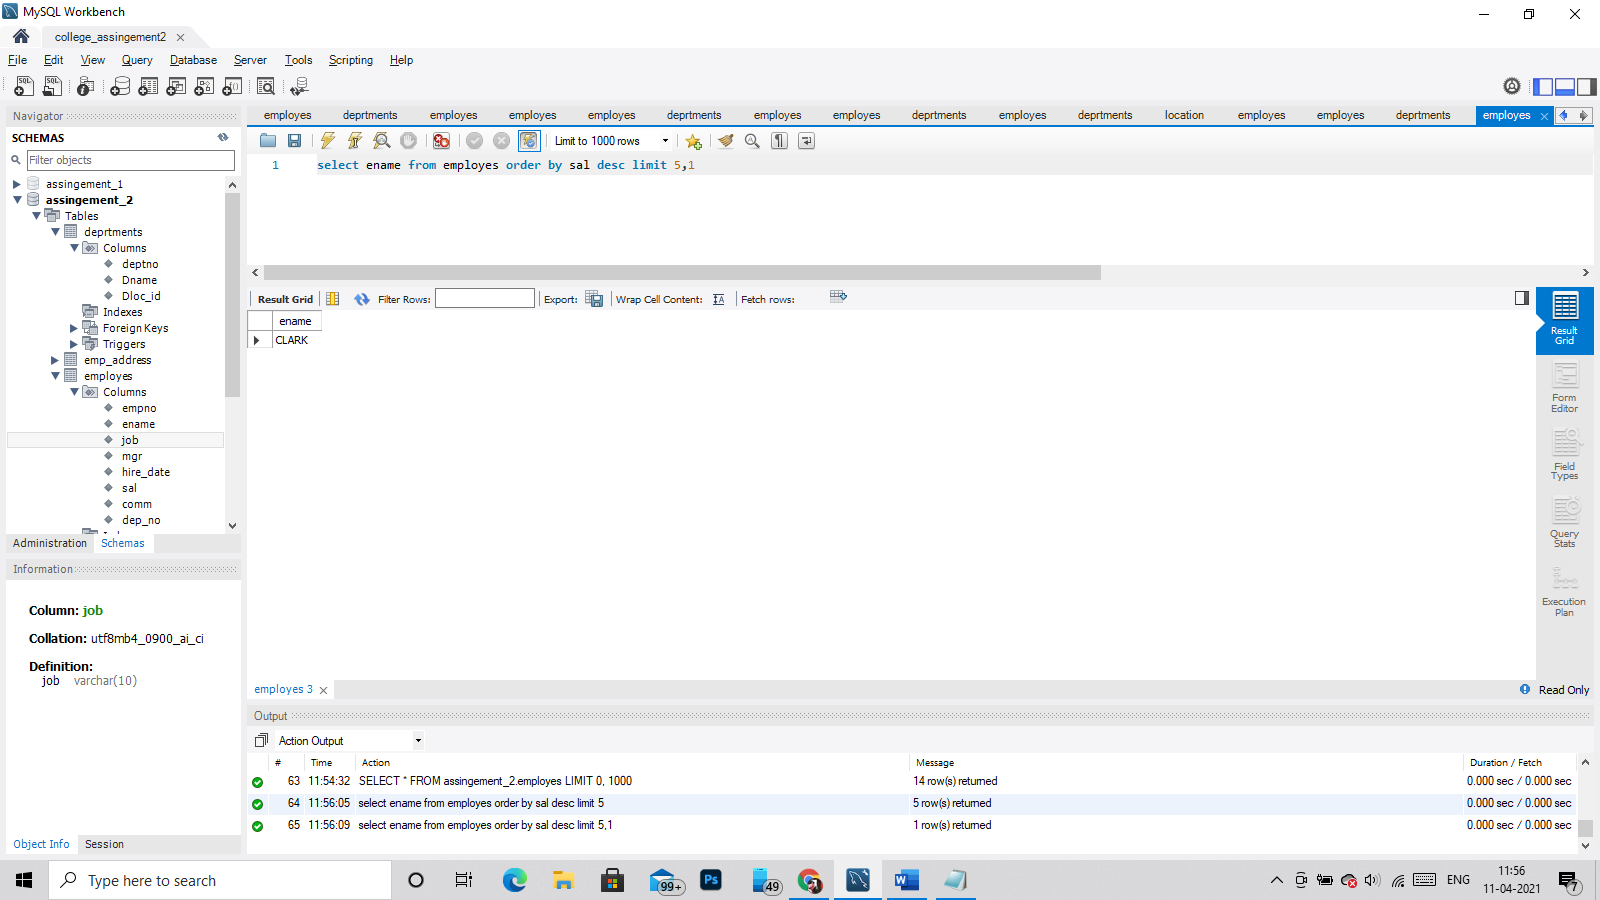 MySQL Workbench
college_assingement2
File Edit View Query Database Server Tools Scripting Help
Navigator
SCHEMAS
Filter objects
assingement_1
assingement_2
Tables
deprtments
Columns
deptno
Dname
Dloc_id
Indexes
Foreign Keys
Triggers
emp_address
employes
Columns
empno
ename
job
mgr
hire_date
sal
comm
dep_no
Administration Schemas
Information
Column: job
Collation: utf8mb4_0900_ai_ci
Definition:
job varchar(10)
Object Info Session
employes deprtments employes employes employes deprtments employes employes deprtments employes deprtments location employes employes deprtments employes
Limit to 1000 rows
1 select ename from employes order by sal desc limit 5,1
Result Grid Filter Rows: Export: Wrap Cell Content: Fetch rows:
ename
CLARK
Result
Grid
Form
Editor
Field
Types
Query
Stats
Execution
Plan
employes 3 Read Only
Output
Action Output
# Time Action Message Duration / Fetch
63 11:54:32 SELECT * FROM assingement_2.employes LIMIT 0, 1000 14 row(s) returned 0.000 sec / 0.000 sec
64 11:56:05 select ename from employes order by sal desc limit 5 5 row(s) returned 0.000 sec / 0.000 sec
65 11:56:09 select ename from employes order by sal desc limit 5,1 1 row(s) returned 0.000 sec / 0.000 sec
Type here to search
99+
Ps
49
ENG
11:56
11-04-2021
7